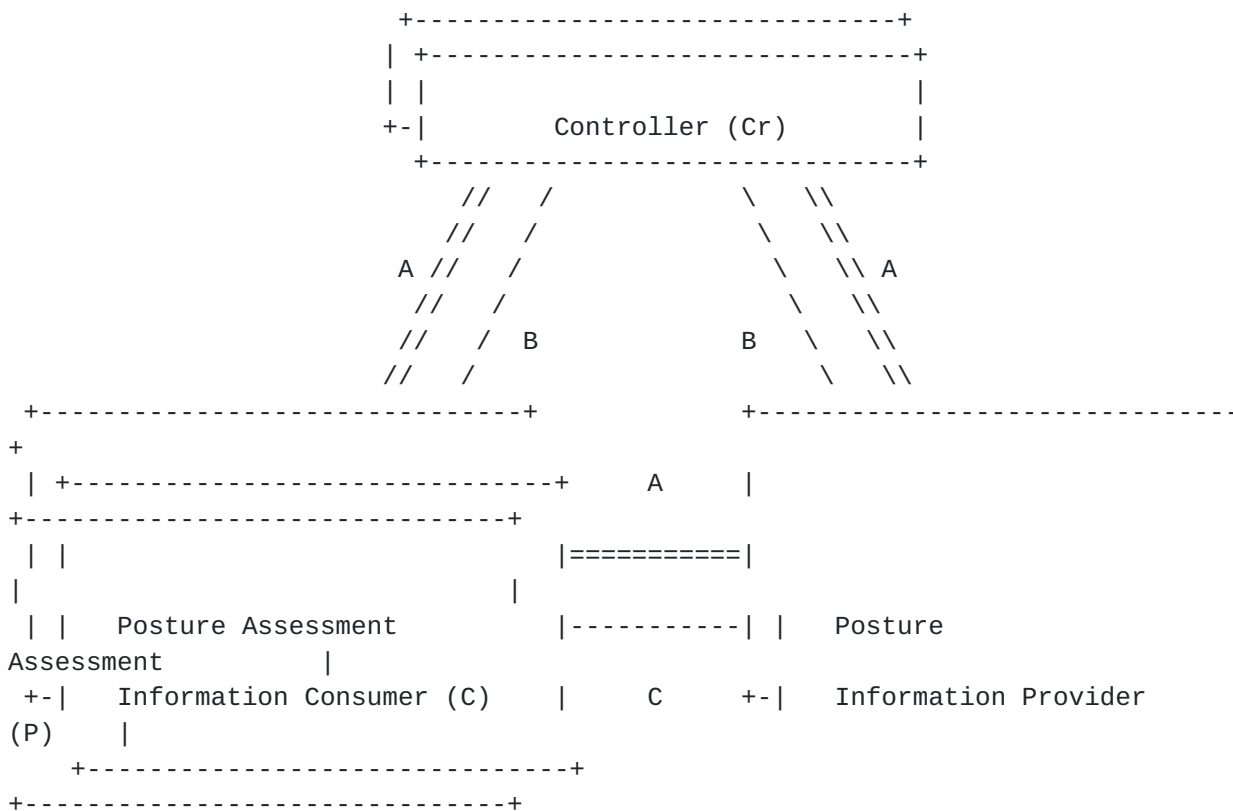 +-------------------------------+
                        | +-------------------------------+
                        | |                               |
                        +-|        Controller (Cr)        |
                          +-------------------------------+
                             //   /            \   \\
                            //   /              \   \\
                         A //   /                \   \\ A
                          //   /                  \   \\
                         //   /  B             B   \   \\
                        //   /                      \   \\
 +-------------------------------+             +-------------------------------
+
 | +-------------------------------+     A     |
+-------------------------------+
 | |                               |===========|
|                               |
 | |   Posture Assessment          |-----------| |   Posture
Assessment          |
 +-|   Information Consumer (C)    |     C     +-|   Information Provider
(P)    |
    +-------------------------------+
+-------------------------------+